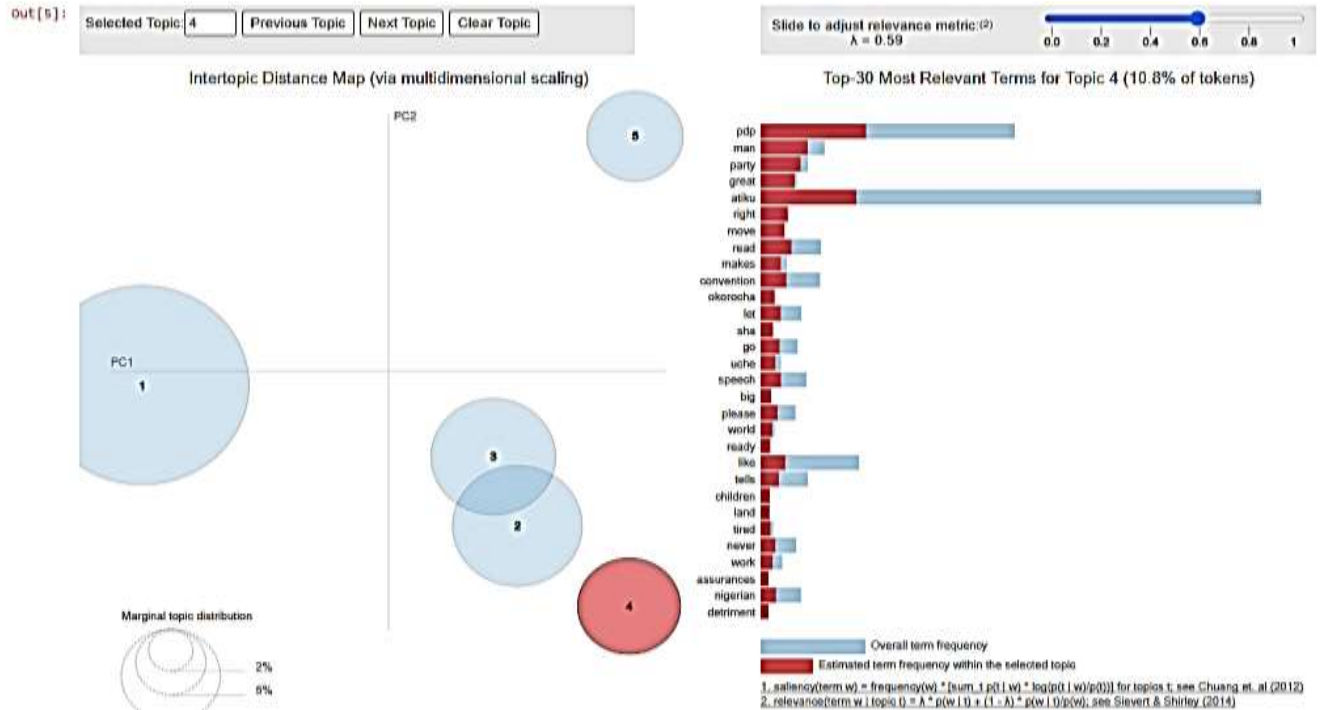 Out[5]:
Selected Topic: 4 Previous Topic Next Topic Clear Topic
Slide to adjust relevance metric:(2)
λ = 0.59
0.0 0.2 0.4 0.6 0.8 1
Intertopic Distance Map (via multidimensional scaling)
PC2
PC1
5
1
3
2
4
Marginal topic distribution
2%
5%
Top-30 Most Relevant Terms for Topic 4 (10.8% of tokens)
pdp
man
party
great
atiku
right
move
read
makes
convention
okorocha
let
aha
go
uche
speech
big
please
world
ready
like
tells
children
land
tired
never
work
assurances
nigerian
detriment
Overall term frequency
Estimated term frequency within the selected topic
1. saliency(term w) = frequency(w) * [sum_t p(t | w) * log(p(t | w)/p(t))] for topics t; see Chuang et. al (2012)
2. relevance(term w | topic t) = λ * p(w | t) + (1 - λ) * p(w | t)/p(w); see Sievert & Shirley (2014)